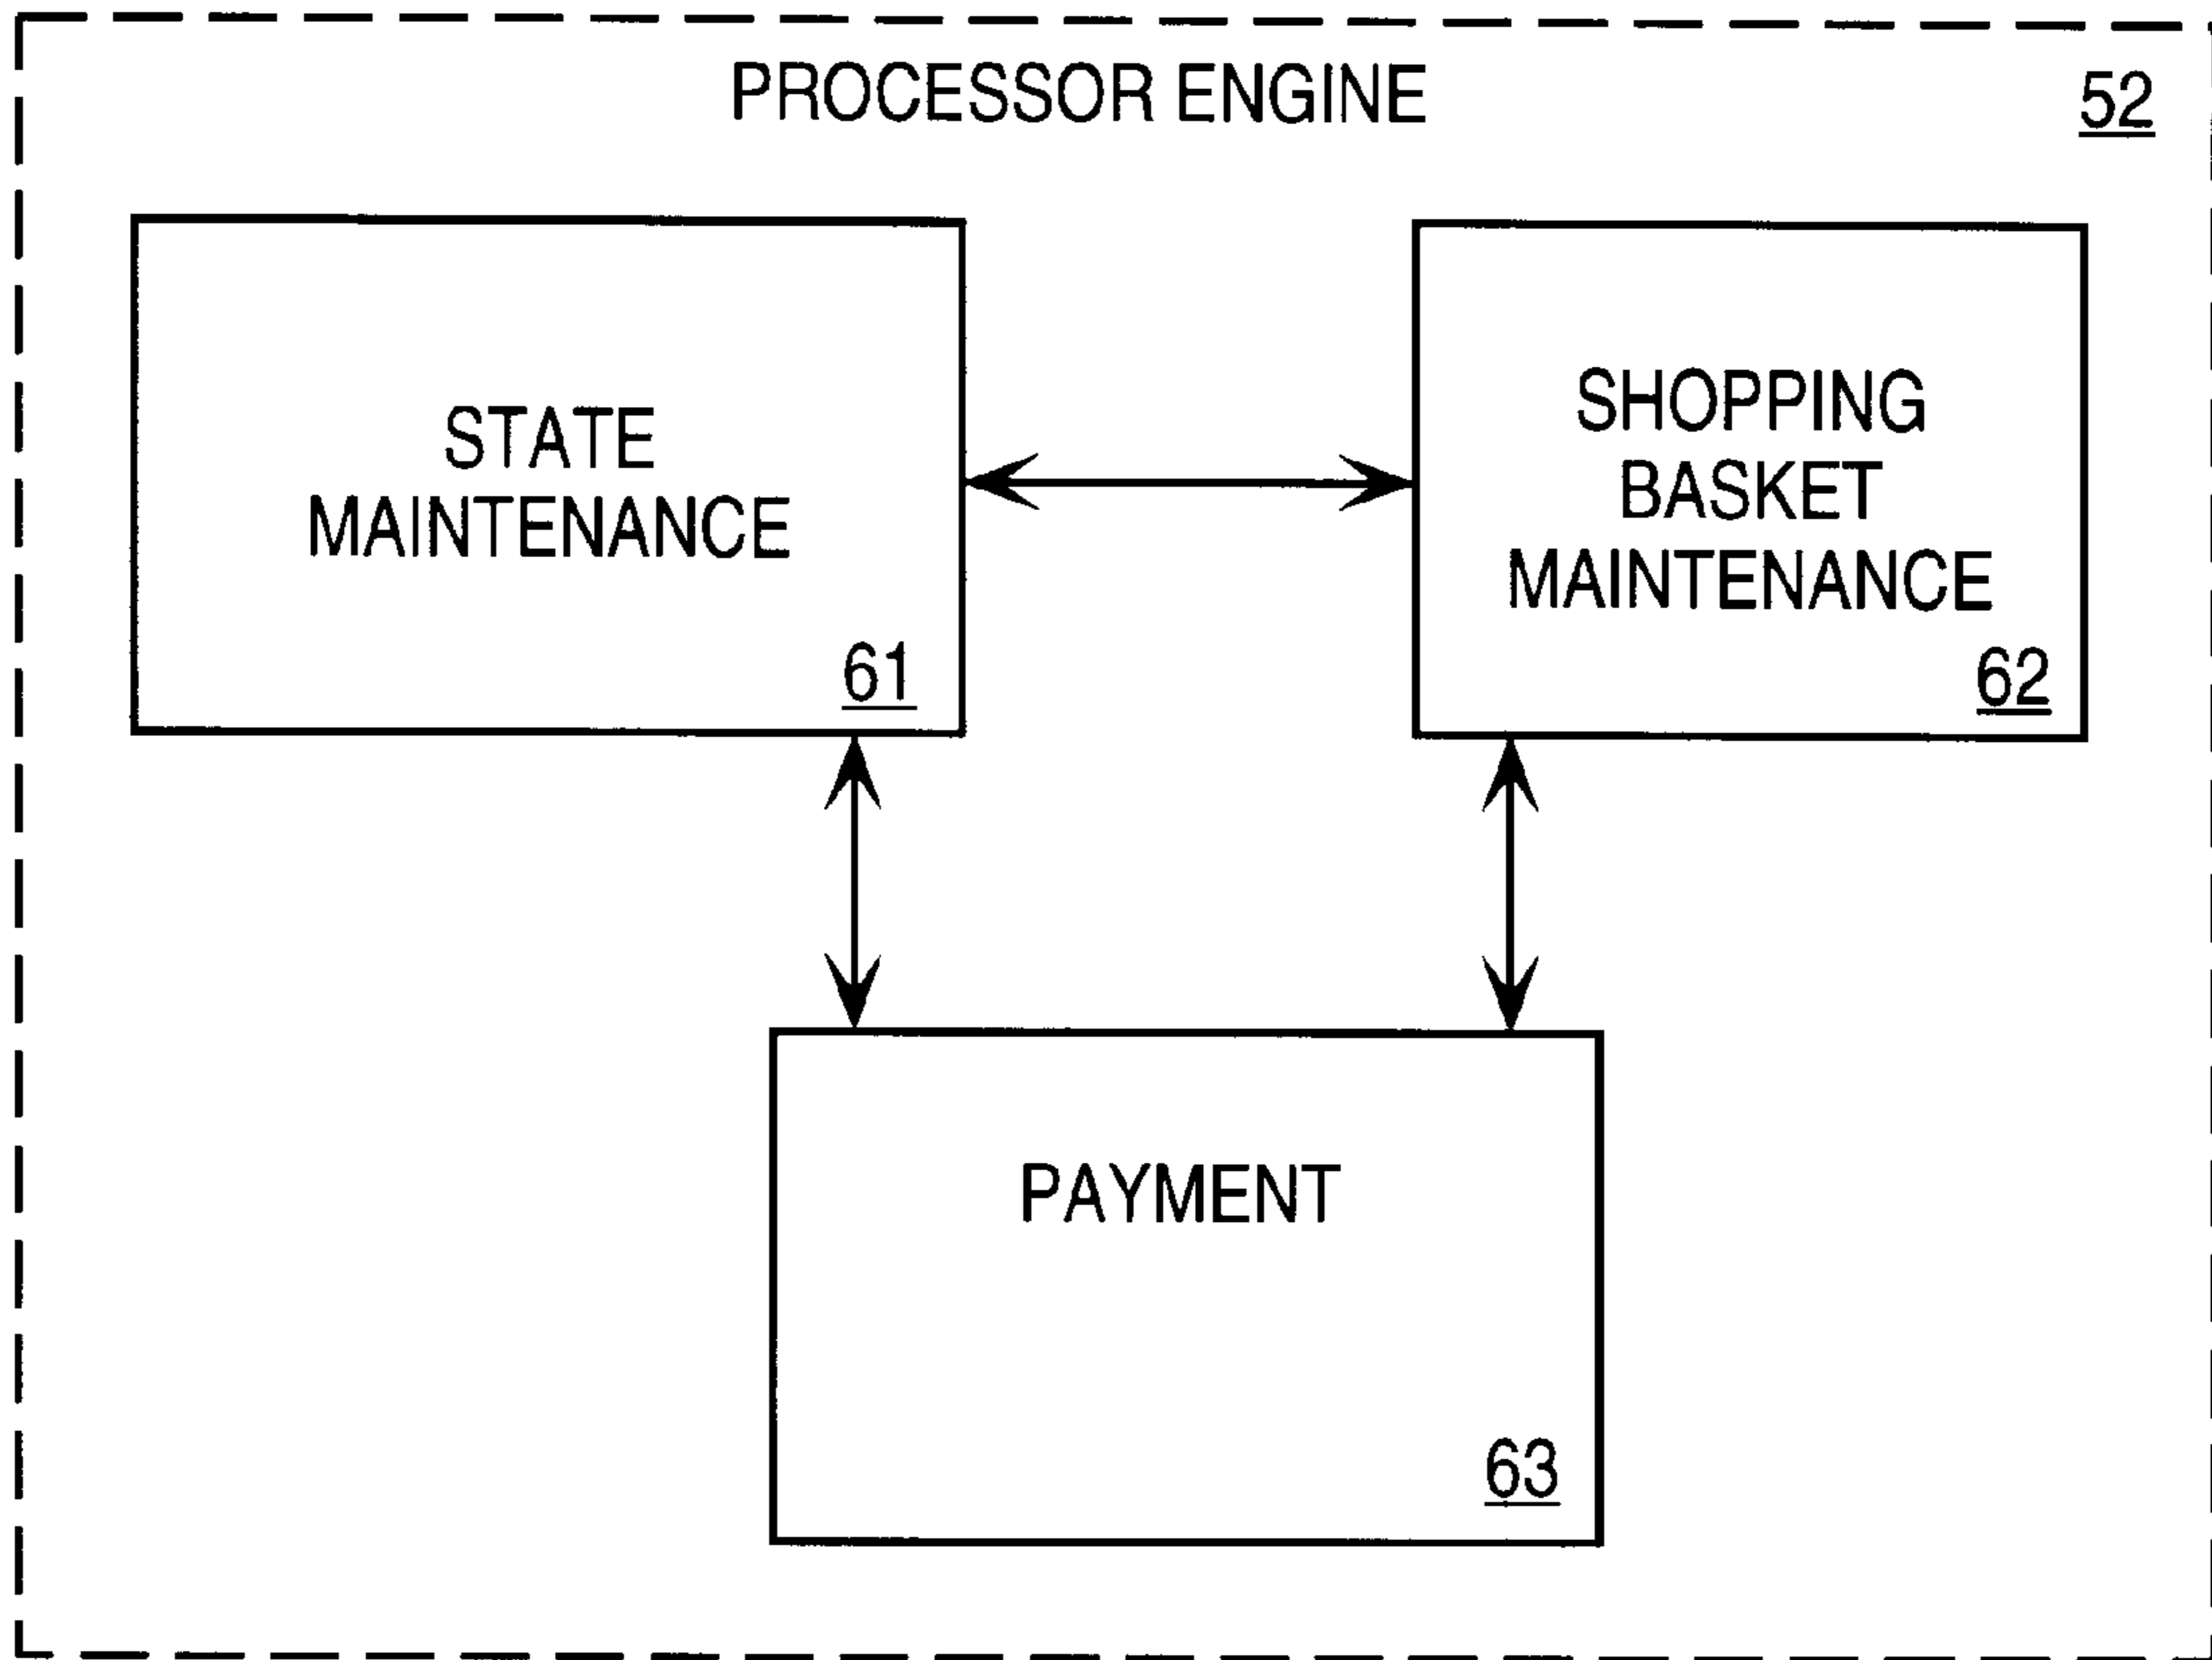 PROCESSOR ENGINE
52
STATE
MAINTENANCE
61
SHOPPING
BASKET
MAINTENANCE
62
PAYMENT
63